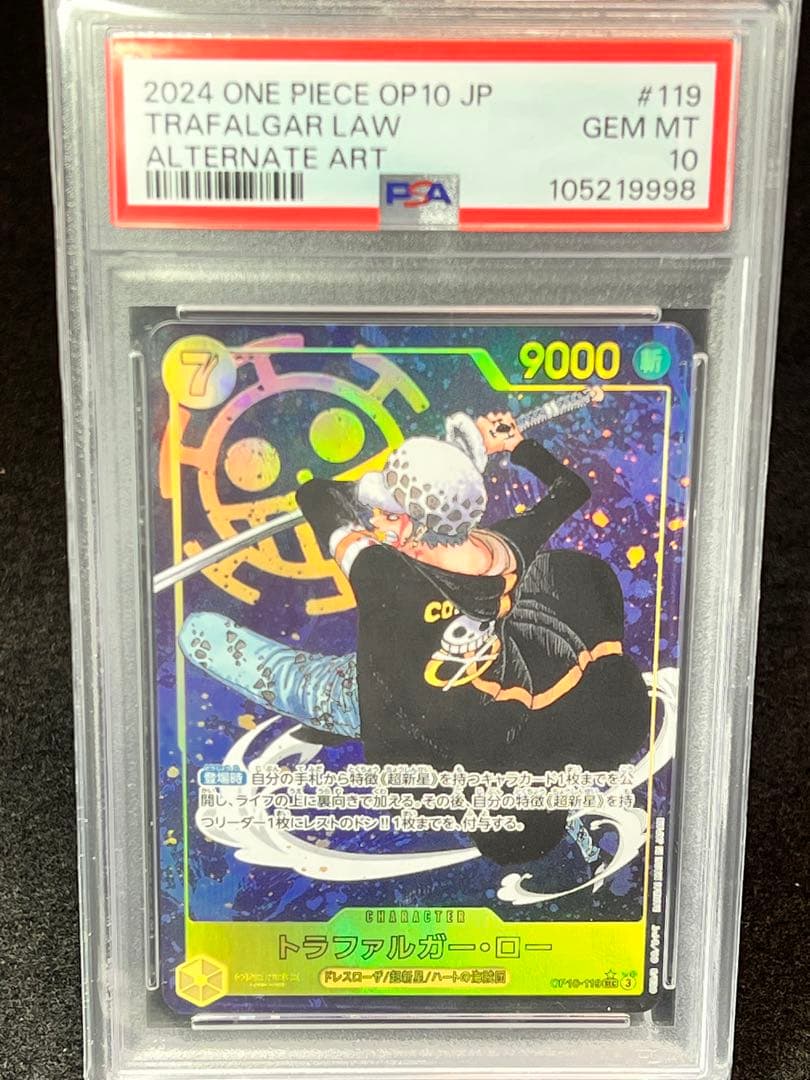 2024 ONE PIECE OP10 JP #119
TRAFALGAR LAW GEM MT
ALTERNATE ART 10
PSA 105219998
7 9000 斬
CO
登場時 自分の手札から特徴《超新星》を持つキャラカード1枚までを公
開し、ライフの上に裏向きで加える。その後、自分の特徴《超新星》を持
つリーダー1枚にレストのドン!!1枚までを、付与する。
CHARACTER
トラファルガー・ロー
ドレスローザ/超新星/ハートの海賊団
OP10-119 SEC 3